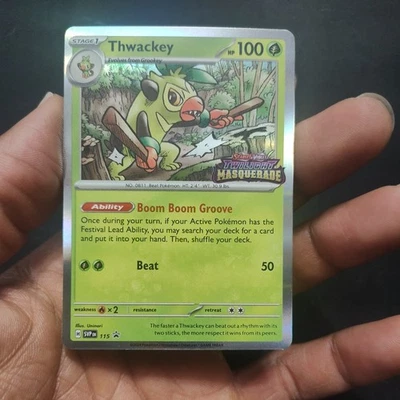 STAGE 1
Thwackey
HP 100
Evolves from Grookey
TWILIGHT
MASQUERADE
NO. 0811 Beat Pokémon HT: 2'4" WT: 30.9 lbs.
Ability Boom Boom Groove
Once during your turn, if your Active Pokémon has the
Festival Lead Ability, you may search your deck for a card
and put it into your hand. Then, shuffle your deck.
Beat 50
weakness ×2 resistance retreat
Illus. Uninori
SVP EN 115
The faster a Thwackey can beat out a rhythm with its
two sticks, the more respect it wins from its peers.